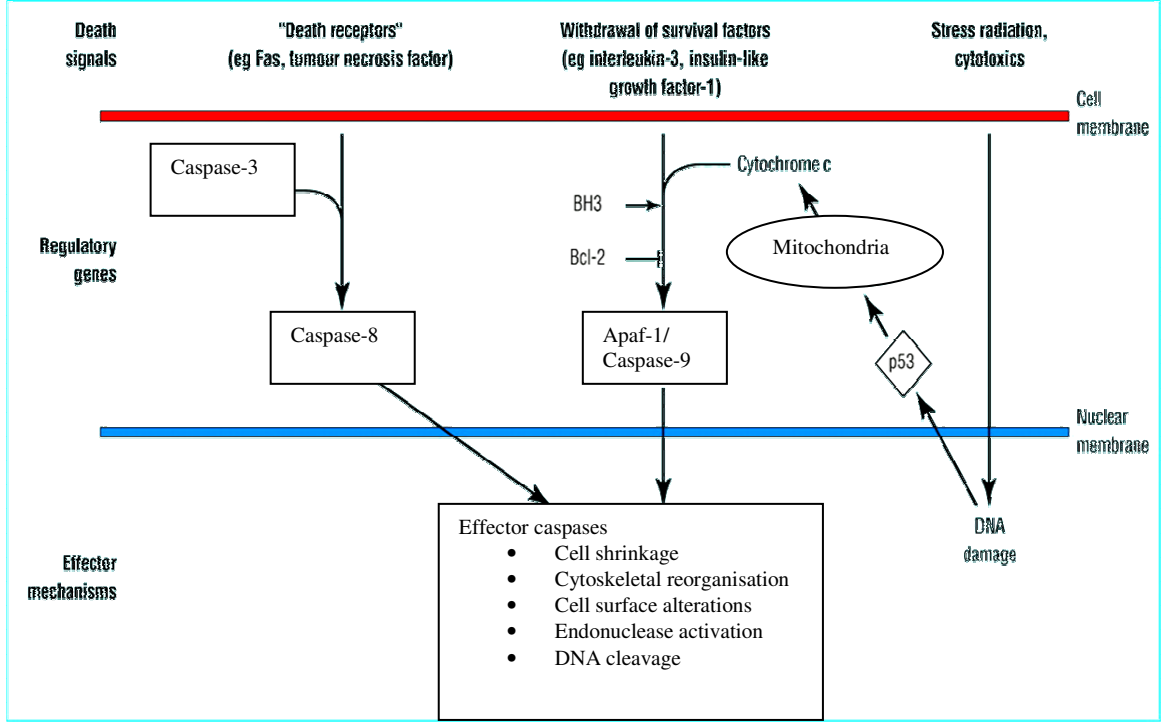 Death
signals
"Death receptors"
(eg Fas, tumour necrosis factor)
Withdrawal of survival factors
(eg interleukin-3, insulin-like
growth factor-1)
Stress radiation,
cytotoxics
Cell
membrane
Caspase-3
Cytochrome c
BH3
Bcl-2
Mitochondria
Regulatory
genes
Caspase-8
Apaf-1/
Caspase-9
p53
Nuclear
membrane
Effector
mechanisms
Effector caspases
• Cell shrinkage
• Cytoskeletal reorganisation
• Cell surface alterations
• Endonuclease activation
• DNA cleavage
DNA
damage